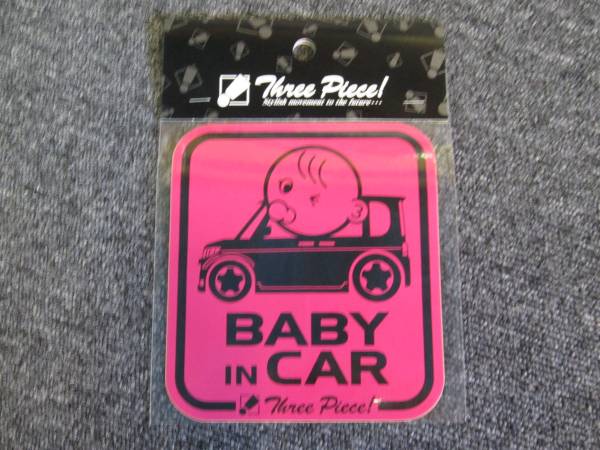 Three Piece!
Stylish movement to the future!!!
BABY
IN CAR
Three Piece!